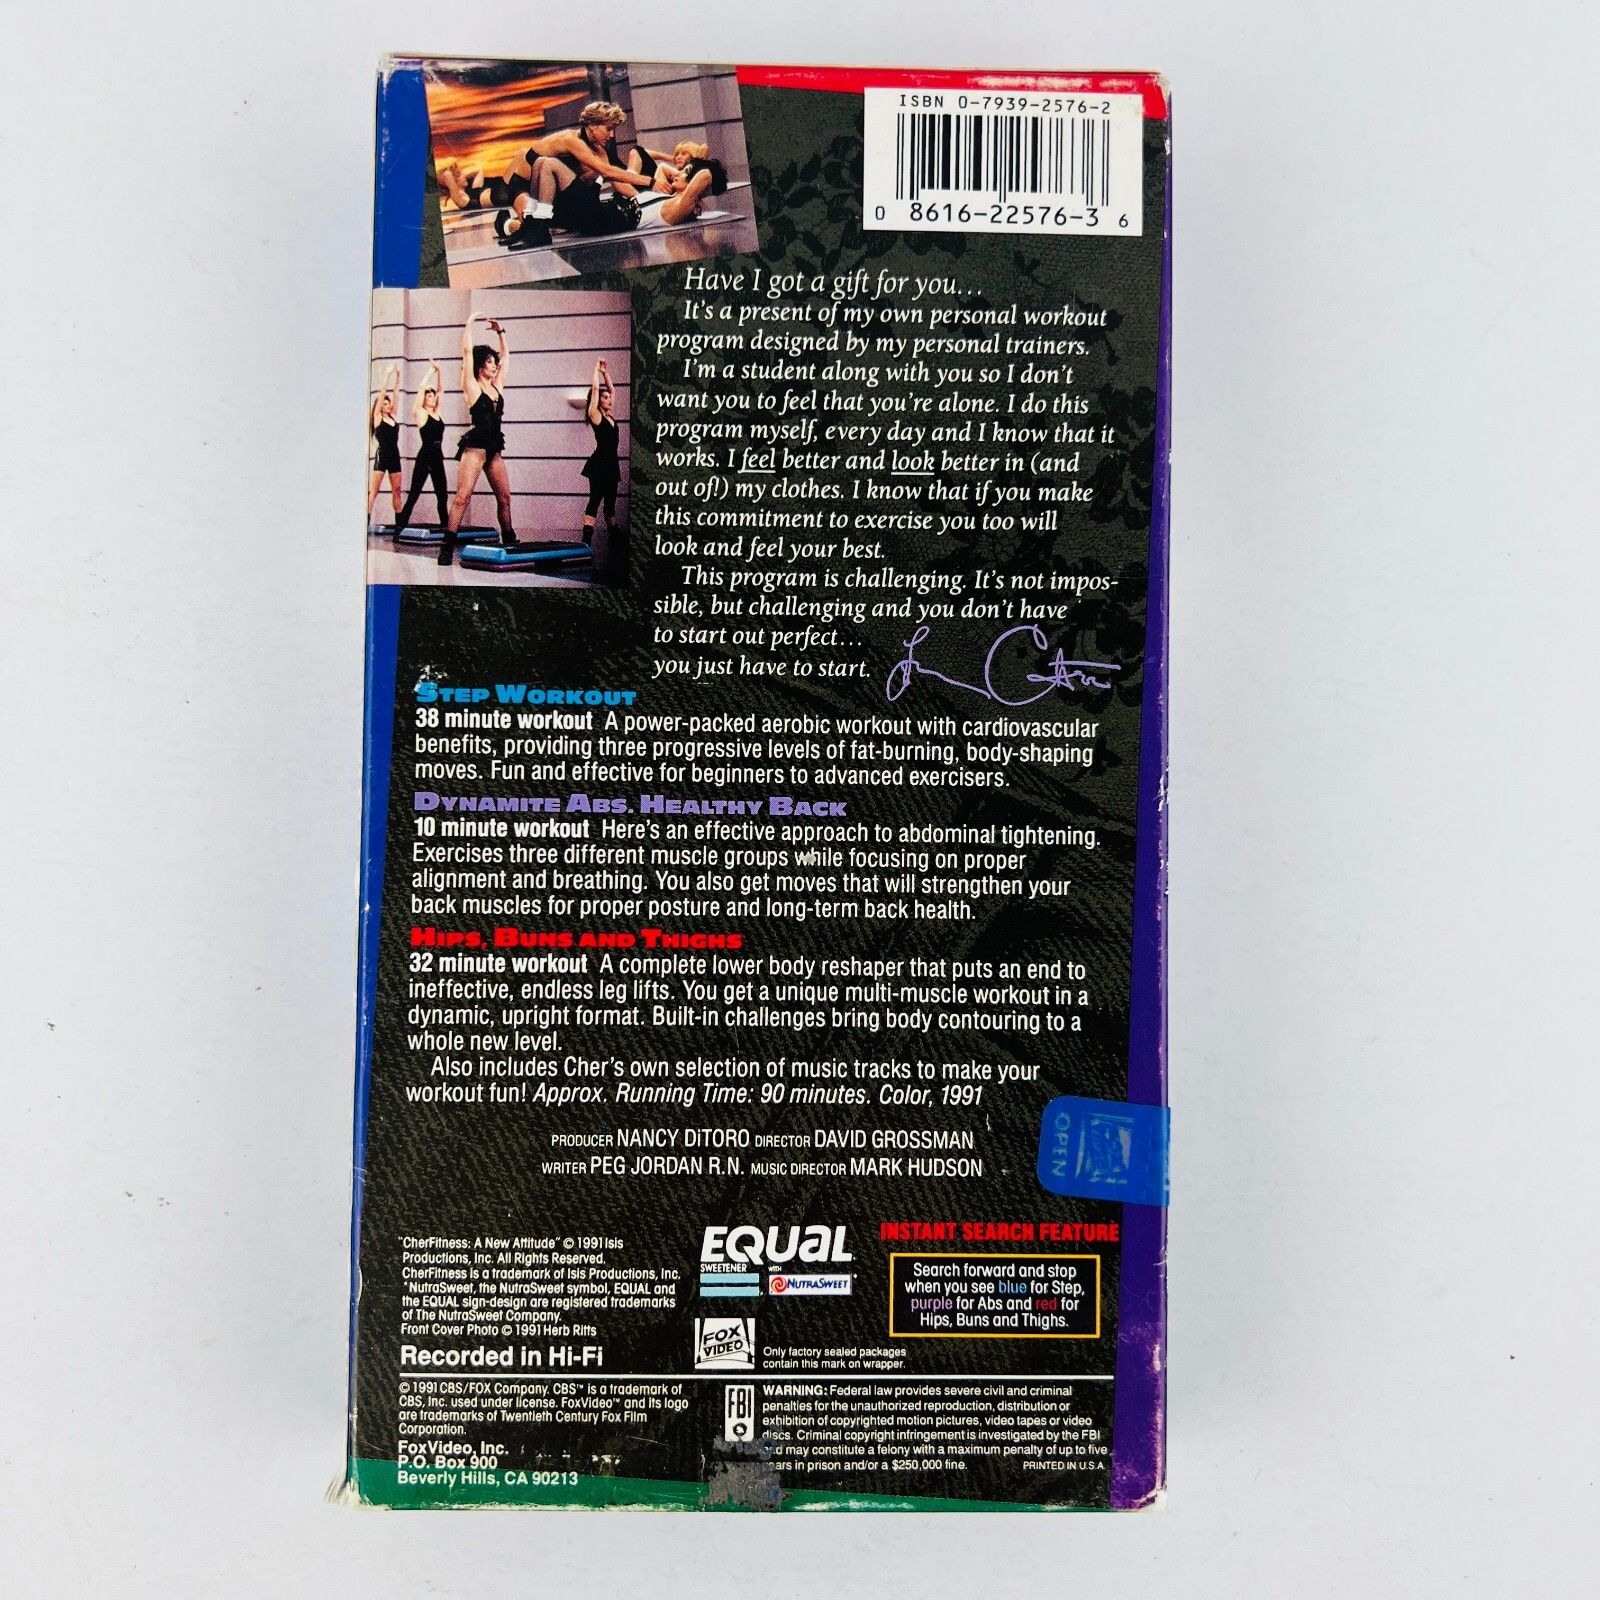 ISBN 0-7939-2576-2
0 8616-22576-3 6
Have I got a gift for you...
It's a present of my own personal workout
program designed by my personal trainers.
I'm a student along with you so I don't
want you to feel that you're alone. I do this
program myself, every day and I know that it
works. I feel better and look better in (and
out of!) my clothes. I know that if you make
this commitment to exercise you too will
look and feel your best.
This program is challenging. It's not impos-
sible, but challenging and you don't have
to start out perfect...
you just have to start.
STEP WORKOUT
38 minute workout A power-packed aerobic workout with cardiovascular
benefits, providing three progressive levels of fat-burning, body-shaping
moves. Fun and effective for beginners to advanced exercisers.
DYNAMITE ABS. HEALTHY BACK
10 minute workout Here's an effective approach to abdominal tightening.
Exercises three different muscle groups while focusing on proper
alignment and breathing. You also get moves that will strengthen your
back muscles for proper posture and long-term back health.
HIPS, BUNS AND THIGHS
32 minute workout A complete lower body reshaper that puts an end to
ineffective, endless leg lifts. You get a unique multi-muscle workout in a
dynamic, upright format. Built-in challenges bring body contouring to a
whole new level.
Also includes Cher's own selection of music tracks to make your
workout fun! Approx. Running Time: 90 minutes. Color, 1991
PRODUCER NANCY DiTORO DIRECTOR DAVID GROSSMAN
WRITER PEG JORDAN R.N. MUSIC DIRECTOR MARK HUDSON
OPEN
"CherFitness: A New Attitude" © 1991 Isis
Productions, Inc. All Rights Reserved.
CherFitness is a trademark of Isis Productions, Inc.
NutraSweet, the NutraSweet symbol, EQUAL and
the EQUAL sign-design are registered trademarks
of The NutraSweet Company.
Front Cover Photo © 1991 Herb Ritts
Recorded in Hi-Fi
EQUAL
SWEETENER WITH
NUTRASWEET
FOX
VIDEO
Only factory sealed packages
contain this mark on wrapper.
INSTANT SEARCH FEATURE
Search forward and stop
when you see blue for Step,
purple for Abs and red for
Hips, Buns and Thighs.
© 1991 CBS/FOX Company. CBS™ is a trademark of
CBS, Inc. used under license. FoxVideo™ and its logo
are trademarks of Twentieth Century Fox Film
Corporation.
FoxVideo, Inc.
P.O. Box 900
Beverly Hills, CA 90213
FBI
WARNING: Federal law provides severe civil and criminal
penalties for the unauthorized reproduction, distribution or
exhibition of copyrighted motion pictures, video tapes or video
discs. Criminal copyright infringement is investigated by the FBI
and may constitute a felony with a maximum penalty of up to five
ears in prison and/or a $250,000 fine. PRINTED IN U.S.A.